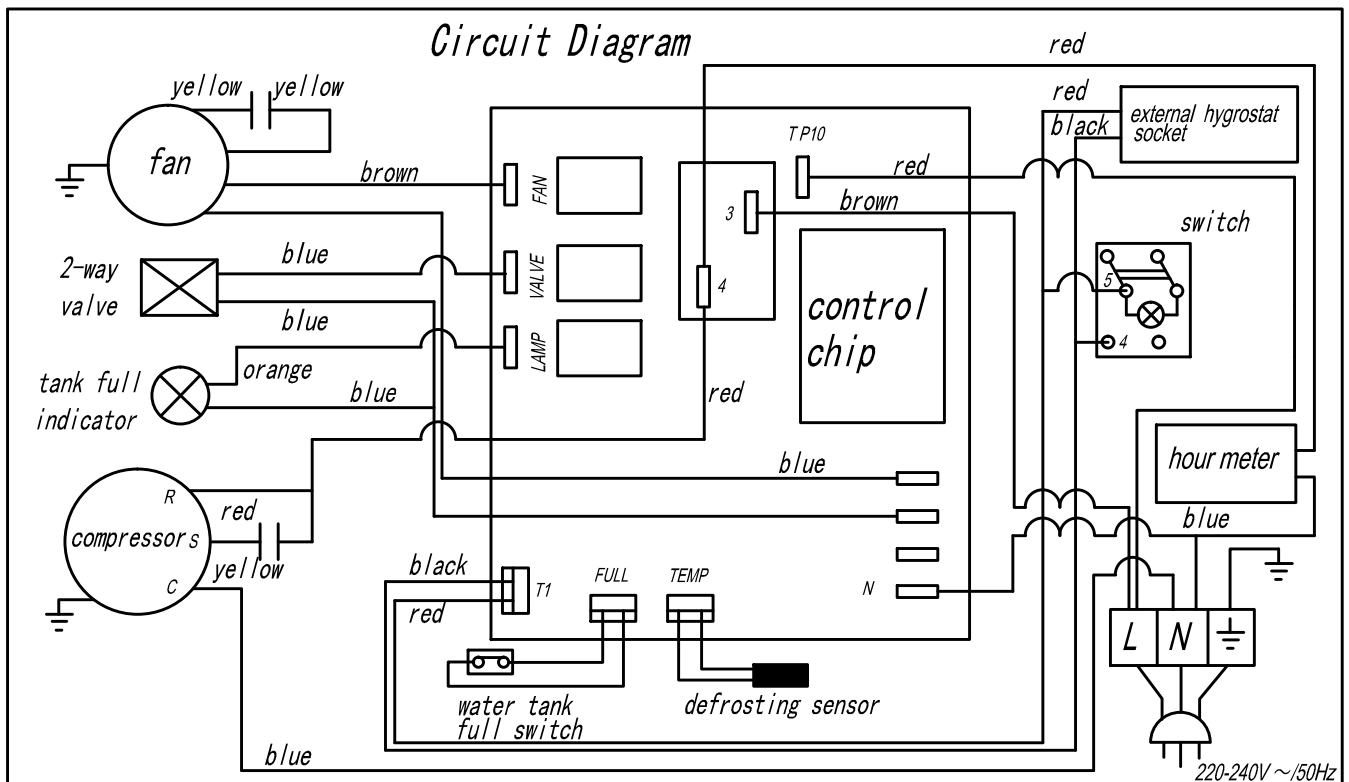 Circuit Diagram
red
yellow
yellow
fan
brown
FAN
TP10
red
3
brown
red
black
external hygrostat
socket
switch
5
4
2-way
valve
blue
blue
VALVE
4
control
chip
tank full
indicator
orange
blue
LAMP
red
hour meter
blue
compressor
R
S
C
red
yellow
blue
black
red
T1
FULL
TEMP
N
water tank
full switch
defrosting sensor
L
N
blue
220-240V ~/50Hz